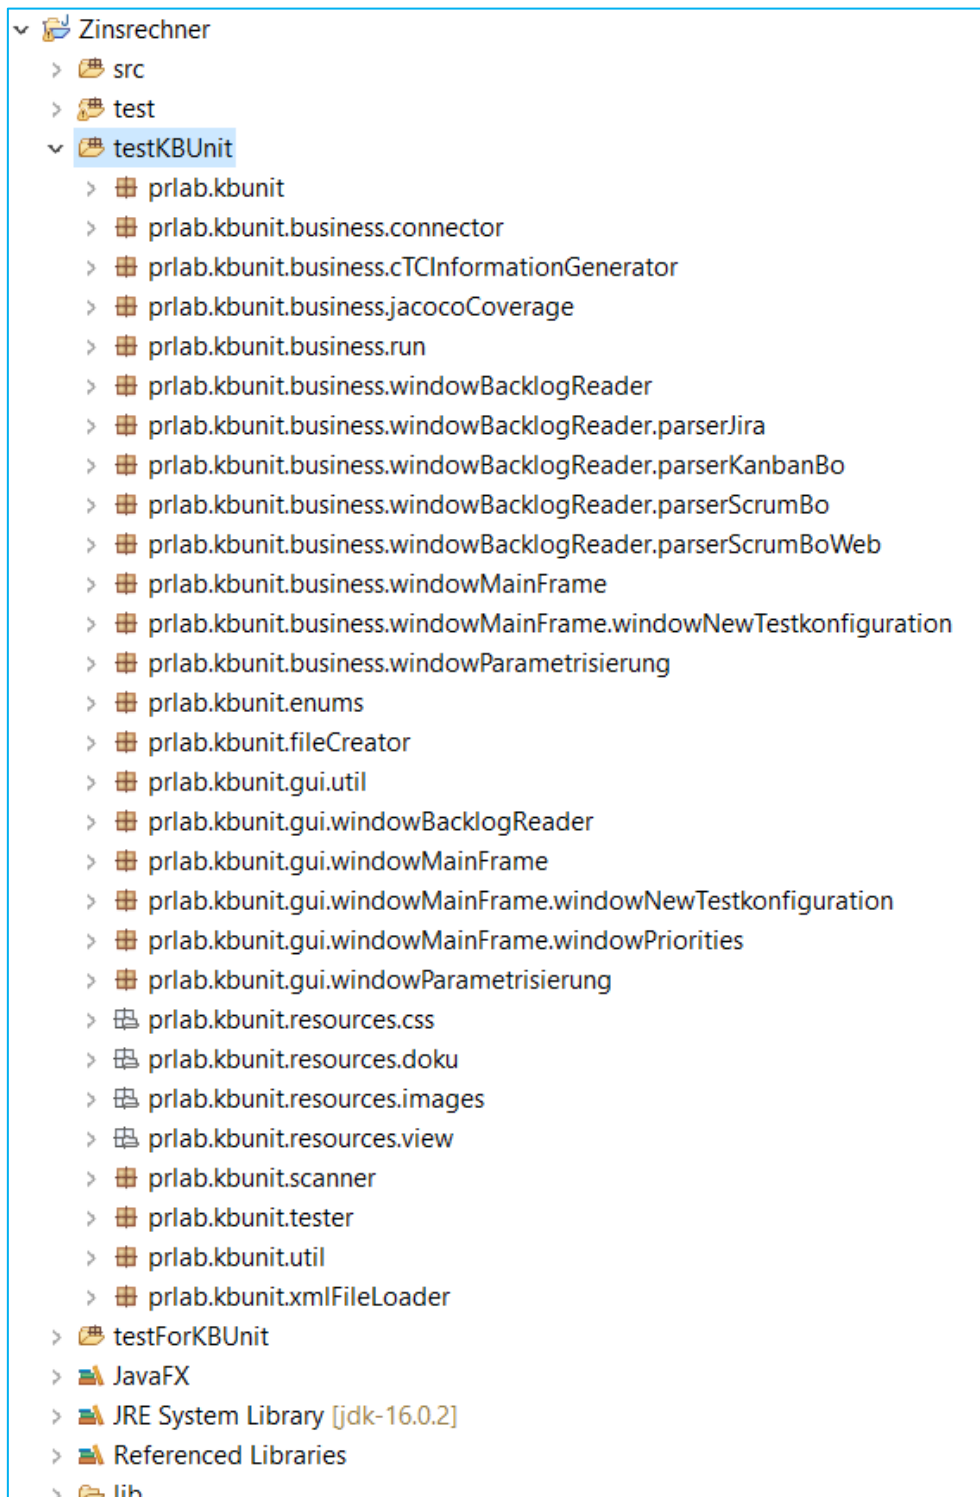 Zinsrechner
src
test
testKBUnit
prlab.kbunit
prlab.kbunit.business.connector
prlab.kbunit.business.cTCInformationGenerator
prlab.kbunit.business.jacocoCoverage
prlab.kbunit.business.run
prlab.kbunit.business.windowBacklogReader
prlab.kbunit.business.windowBacklogReader.parserJira
prlab.kbunit.business.windowBacklogReader.parserKanbanBo
prlab.kbunit.business.windowBacklogReader.parserScrumBo
prlab.kbunit.business.windowBacklogReader.parserScrumBoWeb
prlab.kbunit.business.windowMainFrame
prlab.kbunit.business.windowMainFrame.windowNewTestkonfiguration
prlab.kbunit.business.windowParametrisierung
prlab.kbunit.enums
prlab.kbunit.fileCreator
prlab.kbunit.gui.util
prlab.kbunit.gui.windowBacklogReader
prlab.kbunit.gui.windowMainFrame
prlab.kbunit.gui.windowMainFrame.windowNewTestkonfiguration
prlab.kbunit.gui.windowMainFrame.windowPriorities
prlab.kbunit.gui.windowParametrisierung
prlab.kbunit.resources.css
prlab.kbunit.resources.doku
prlab.kbunit.resources.images
prlab.kbunit.resources.view
prlab.kbunit.scanner
prlab.kbunit.tester
prlab.kbunit.util
prlab.kbunit.xmlFileLoader
testForKBUnit
JavaFX
JRE System Library [jdk-16.0.2]
Referenced Libraries
lib